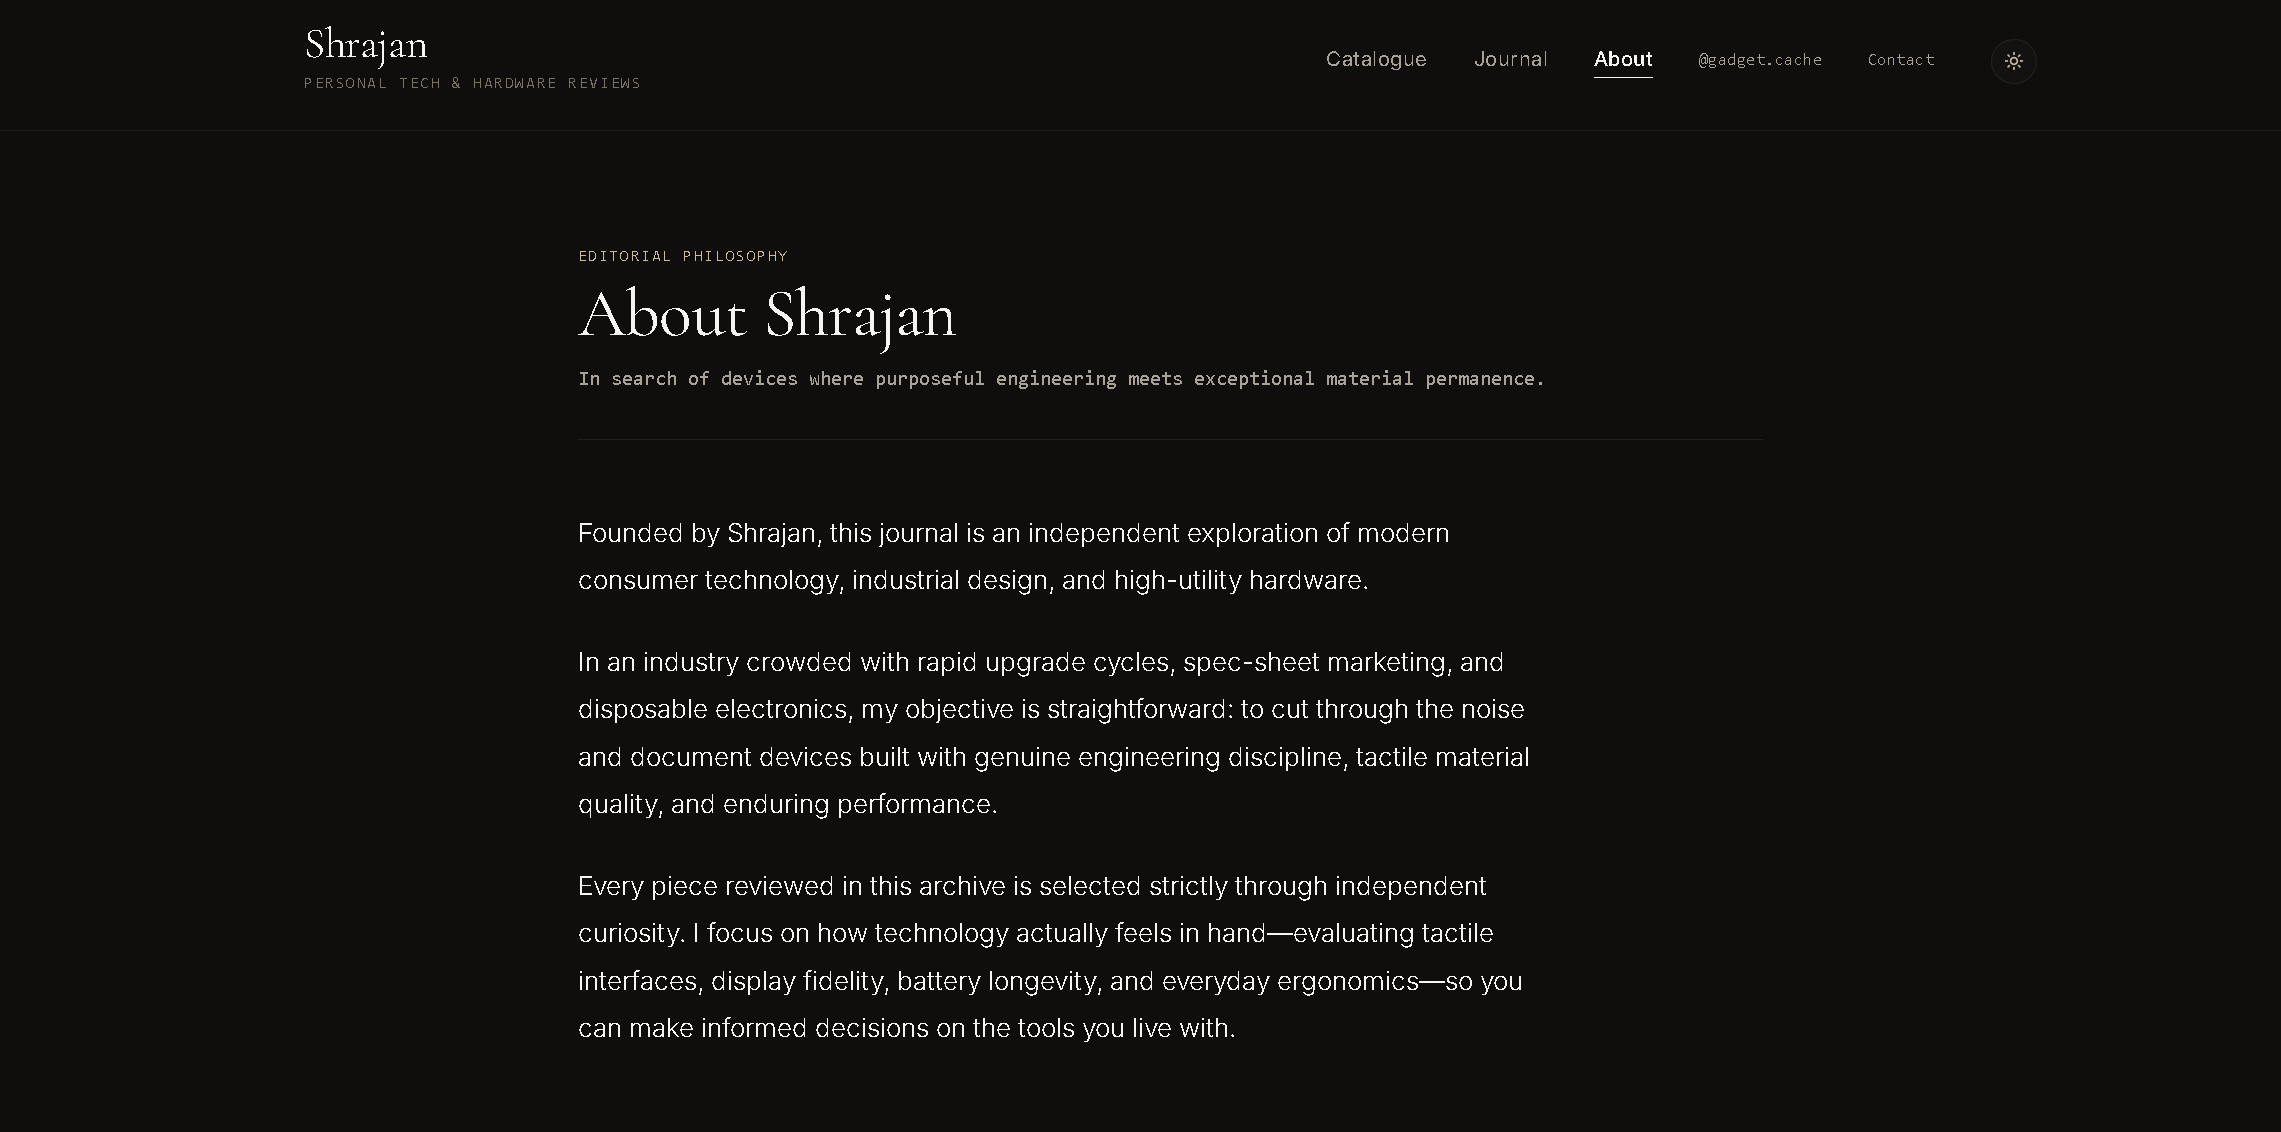 Shrajan
PERSONAL TECH & HARDWARE REVIEWS
Catalogue Journal About @gadget.cache Contact
EDITORIAL PHILOSOPHY
About Shrajan
In search of devices where purposeful engineering meets exceptional material permanence.
Founded by Shrajan, this journal is an independent exploration of modern
consumer technology, industrial design, and high-utility hardware.
In an industry crowded with rapid upgrade cycles, spec-sheet marketing, and
disposable electronics, my objective is straightforward: to cut through the noise
and document devices built with genuine engineering discipline, tactile material
quality, and enduring performance.
Every piece reviewed in this archive is selected strictly through independent
curiosity. I focus on how technology actually feels in hand—evaluating tactile
interfaces, display fidelity, battery longevity, and everyday ergonomics—so you
can make informed decisions on the tools you live with.